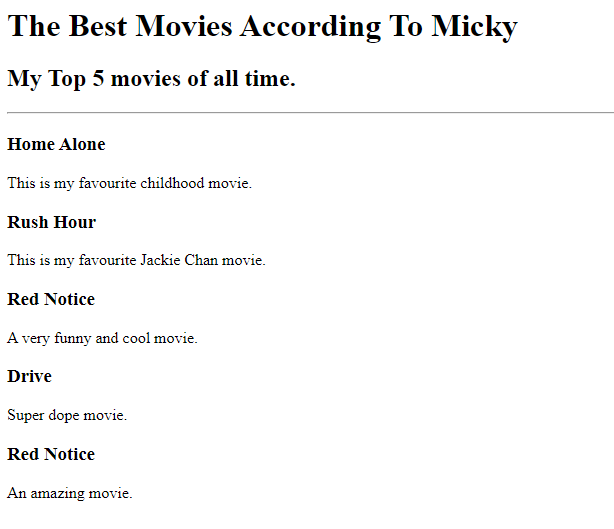 The Best Movies According To Micky
My Top 5 movies of all time.
Home Alone
This is my favourite childhood movie.
Rush Hour
This is my favourite Jackie Chan movie.
Red Notice
A very funny and cool movie.
Drive
Super dope movie.
Red Notice
An amazing movie.